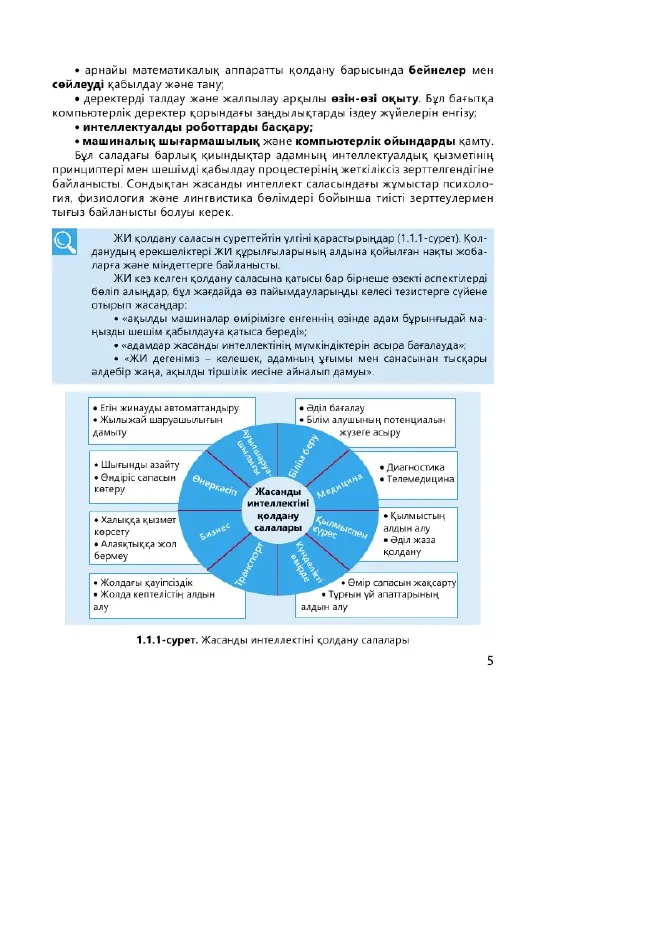 • арнайы математикалық аппаратты қолдану барысында бейнелер мен
сөйлеуді қабылдау және тану;
• деректерді талдау және жалпылау арқылы өзін-өзі оқыту. Бұл бағытқа
компьютерлік деректер қорындағы заңдылықтарды іздеу жүйелерін енгізу;
• интеллектуалды роботтарды басқару;
• машиналық шығармашылық және компьютерлік ойындарды қамту.
Бұл саладағы барлық қиындықтар адамның интеллектуалдық қызметінің
принциптері мен шешімді қабылдау процестерінің жеткіліксіз зерттелгендігіне
байланысты. Сондықтан жасанды интеллект саласындағы жұмыстар психоло-
гия, физиология және лингвистика бөлімдері бойынша тиісті зерттеулермен
тығыз байланысты болуы керек.
ЖИ қолдану саласын суреттейтін үлгіні қарастырыңдар (1.1.1-сурет). Қол-
данудың ерекшеліктері ЖИ құрылғыларының алдына қойылған нақты жоба-
ларға және міндеттерге байланысты.
ЖИ кез келген қолдану саласына қатысы бар бірнеше өзекті аспектілерді
бөліп алыңдар, бұл жағдайда өз пайымдауларыңды келесі тезистерге сүйене
отырып жасаңдар:
• «ақылды машиналар өмірімізге енгеннің өзінде адам бұрынғыдай ма-
ңызды шешім қабылдауға қатыса береді»;
• «адамдар жасанды интеллектінің мүмкіндіктерін асыра бағалауда»;
• «ЖИ дегеніміз – келешек, адамның ұғымы мен санасынан тысқары
әлдебір жаңа, ақылды тіршілік иесіне айналып дамуы».
• Егін жинауды автоматтандыру
• Жылыжай шаруашылығын
дамыту
• Әділ бағалау
• Білім алушының потенциалын
жүзеге асыру
• Шығынды азайту
• Өндіріс сапасын
көтеру
• Диагностика
• Телемедицина
• Халыққа қызмет
көрсету
• Алаяқтыққа жол
бермеу
• Қылмыстың
алдын алу
• Әділ жаза
қолдану
• Жолдағы қауіпсіздік
• Жолда кептелістің алдын
алу
• Өмір сапасын жақсарту
• Тұрғын үй апаттарының
алдын алу
Ауылшаруа-
шылығы
Білім беру
Өнеркәсіп
Медицина
Жасанды
интеллектіні
қолдану
салалары
Бизнес
Қылмыспен
күрес
Транспорт
Күнделікті
өмірде
1.1.1-сурет. Жасанды интеллектіні қолдану салалары
5